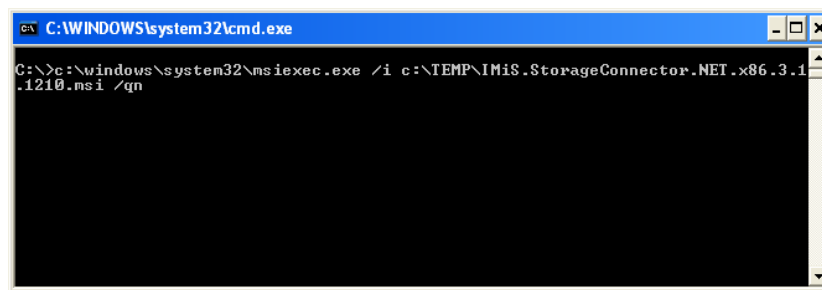 C:\WINDOWS\system32\cmd.exe
C:\>c:\windows\system32\msiexec.exe /i c:\TEMP\IMiS.StorageConnector.NET.x86.3.1
.1210.msi /qn